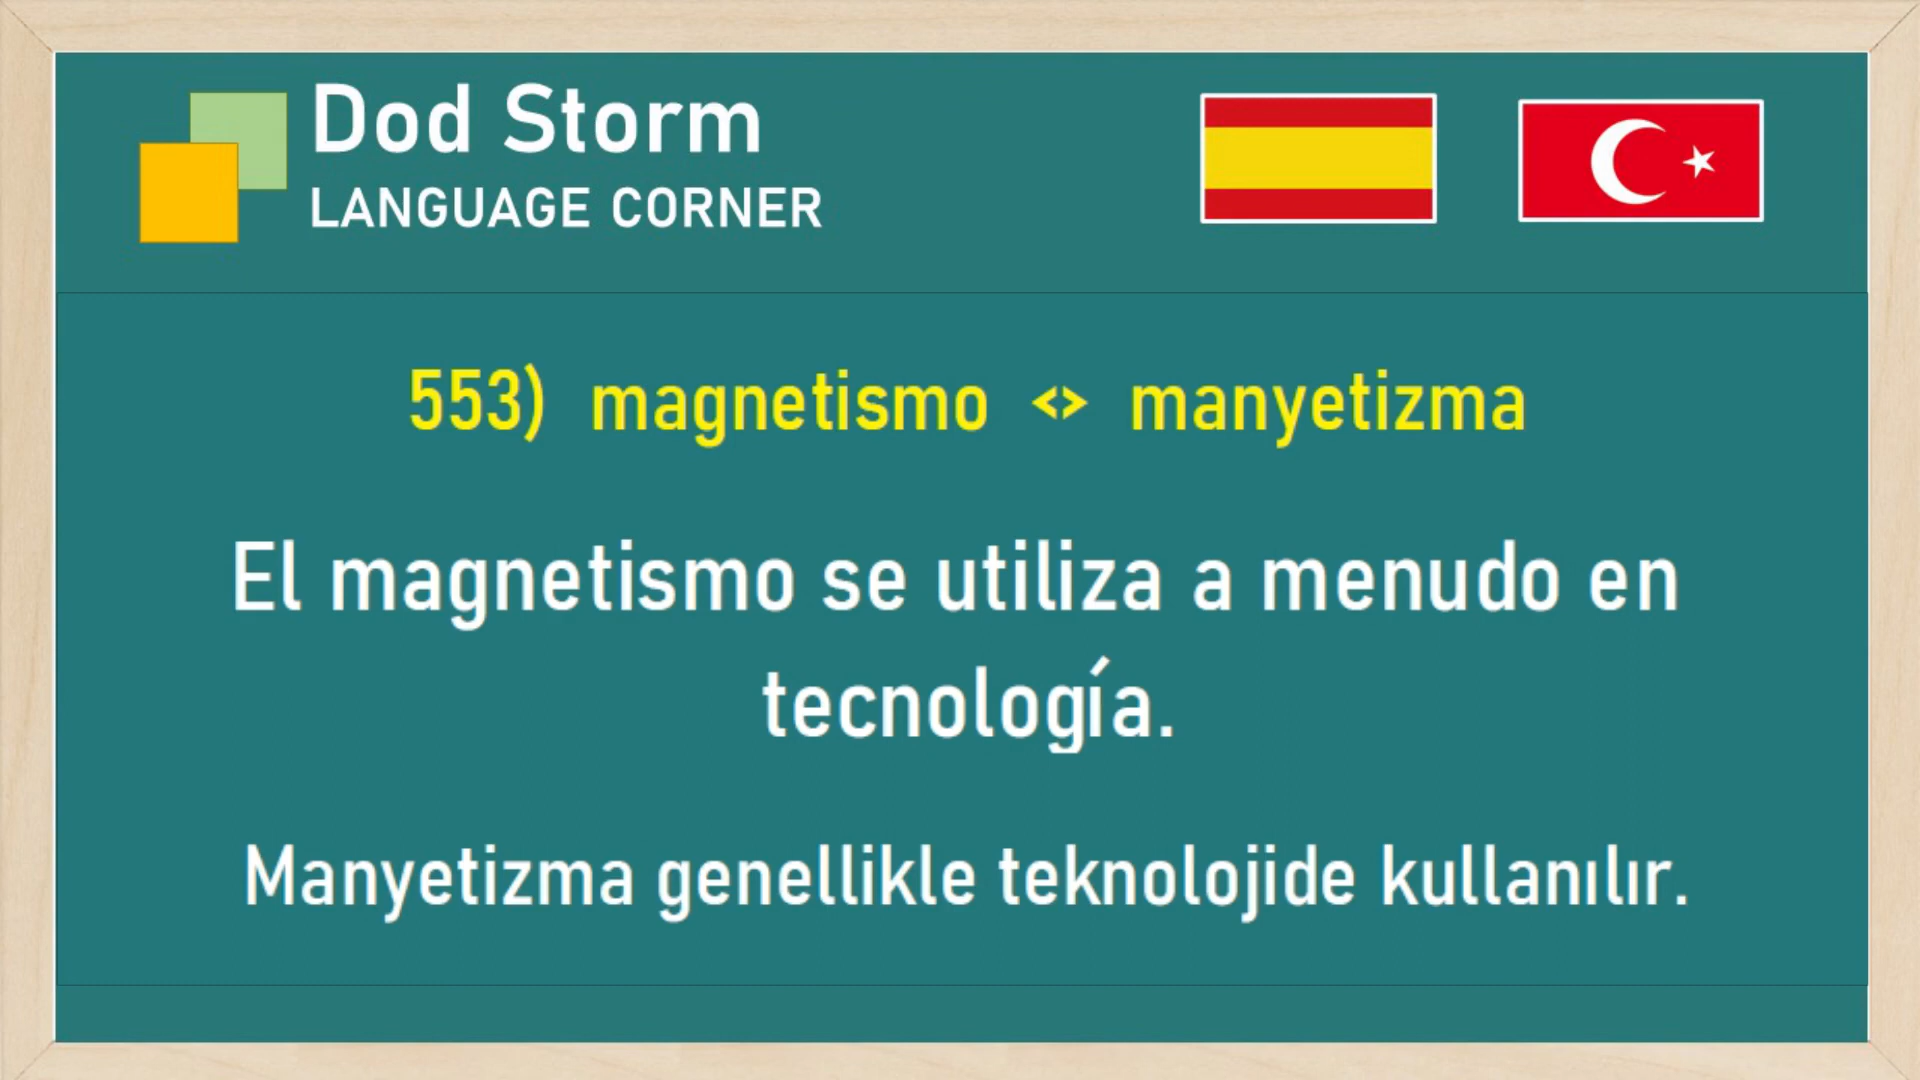 Dod Storm
LANGUAGE CORNER
553) magnetismo <> manyetizma
El magnetismo se utiliza a menudo en
tecnología.
Manyetizma genellikle teknolojide kullanılır.